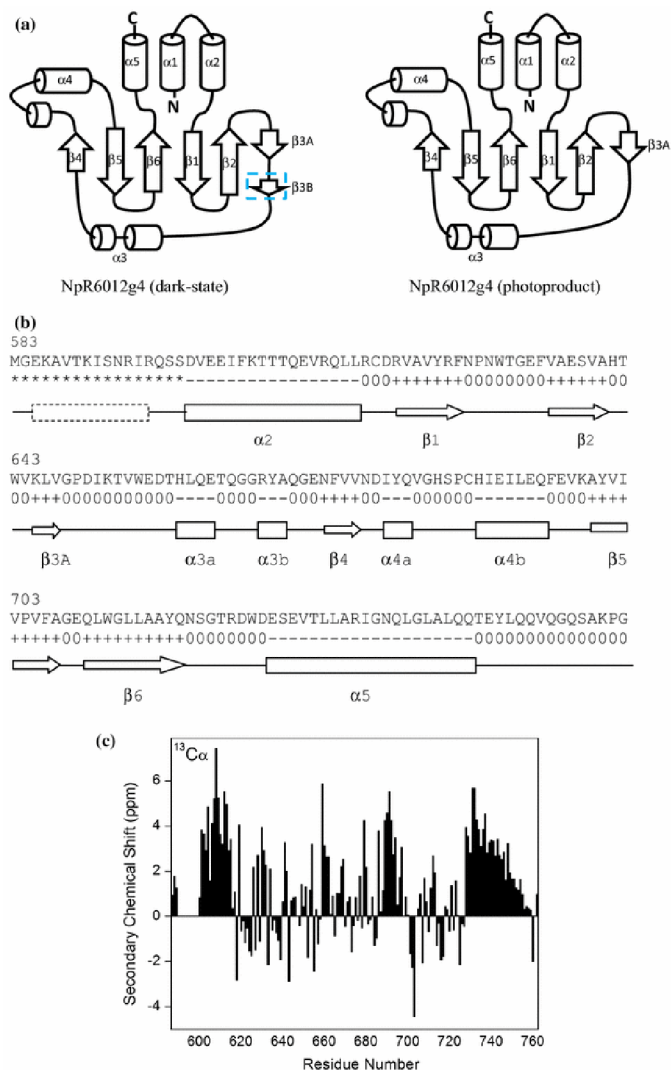 (a)
C
C
α5
α1
α2
α5
α1
α2
α4
α4
N
N
β3A
β3A
β4
β5
β6
β1
β2
β4
β5
β6
β1
β2
β3B
α3
α3
NpR6012g4 (dark-state)
NpR6012g4 (photoproduct)
(b)
583
MGEKAVTKISNRIRQSSDVEEIFKTTTQEVRQLLRCDRVAVYRFNPNWTGEFVAESVAHT
*****************------------------000+++++++00000000++++++00
α2
β1
β2
643
WVKLVGPDIKTVWEDTHLQETQGGRYAQGENFVVNDIYQVGHSPCHIEILEQFEVKAYVI
00+++00000000000----0000---0000++++00---000000-------0000+++
β3A
α3a
α3b
β4
α4a
α4b
β5
703
VPVFAGEQLWGLLAAYQNSGTRDWDESEVTLLARIGNQLGLALQQTEYLQQVQGQSAKPG
+++++00++++++++++00000000--------------------000000000000000
β6
α5
(c)
13Cα
Secondary Chemical Shift (ppm)
6
4
2
0
-2
-4
600
620
640
660
680
700
720
740
760
Residue Number